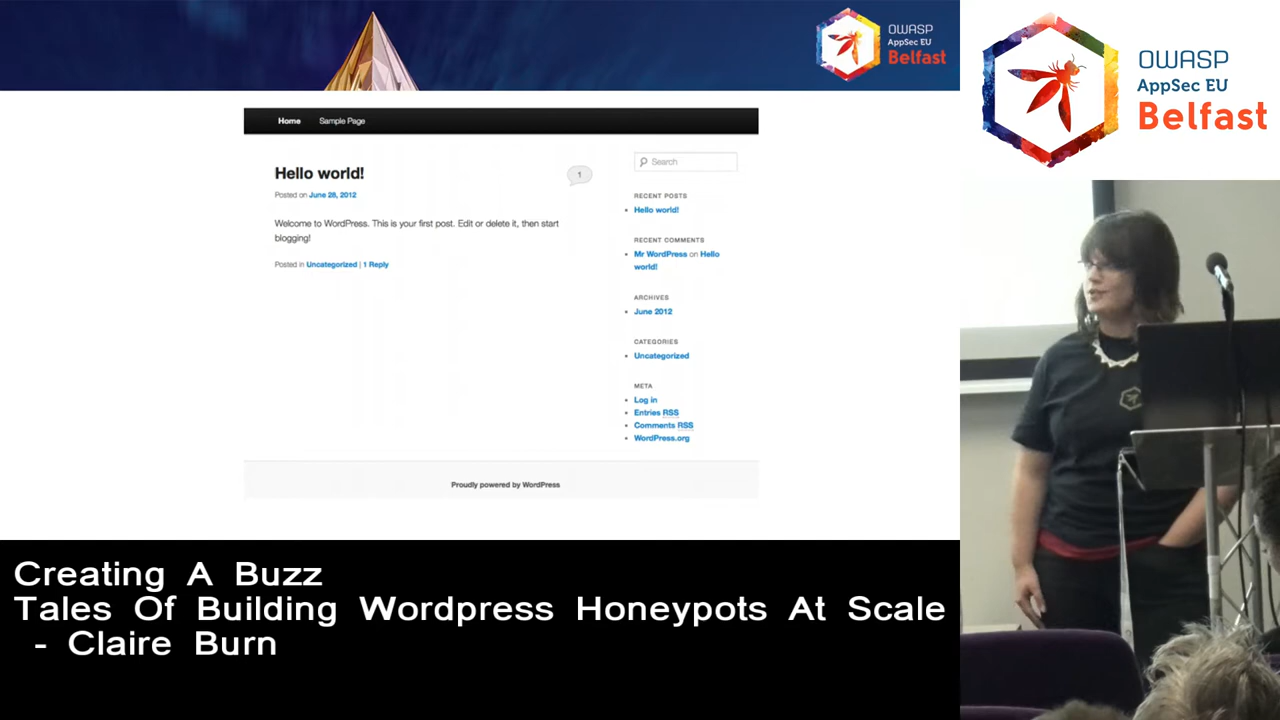 OWASP
AppSec EU
Belfast
OWASP
AppSec EU
Belfast
Home Sample Page
Hello world!
1
Posted on June 28, 2012
Welcome to WordPress. This is your first post. Edit or delete it, then start
blogging!
Posted in Uncategorized | 1 Reply
Search
RECENT POSTS
Hello world!
RECENT COMMENTS
Mr WordPress on Hello
world!
ARCHIVES
June 2012
CATEGORIES
Uncategorized
META
Log in
Entries RSS
Comments RSS
WordPress.org
Proudly powered by WordPress
Creating A Buzz
Tales Of Building Wordpress Honeypots At Scale
- Claire Burn